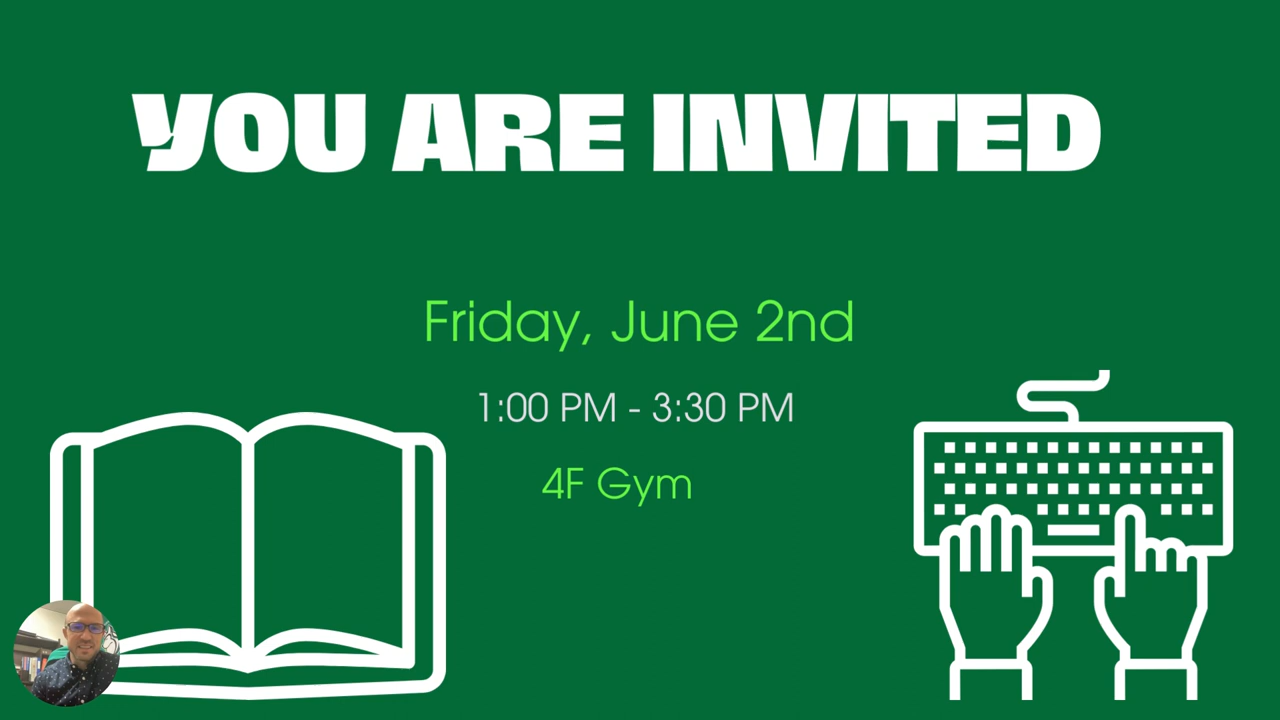 YOU ARE INVITED
Friday, June 2nd
1:00 PM - 3:30 PM
4F Gym